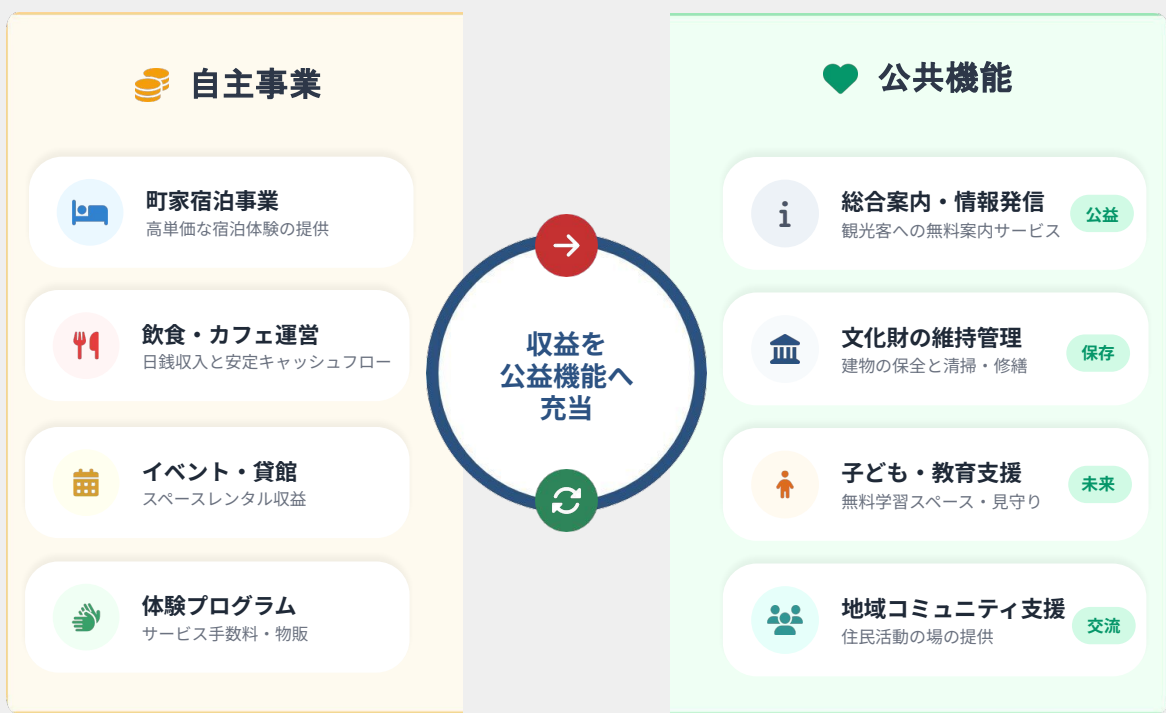 自主事業
町家宿泊事業
高単価な宿泊体験の提供
飲食・カフェ運営
日銭収入と安定キャッシュフロー
イベント・貸館
スペースレンタル収益
体験プログラム
サービス手数料・物販
収益を
公益機能へ
充当
公共機能
総合案内・情報発信
観光客への無料案内サービス
公益
文化財の維持管理
建物の保全と清掃・修繕
保存
子ども・教育支援
無料学習スペース・見守り
未来
地域コミュニティ支援
住民活動の場の提供
交流